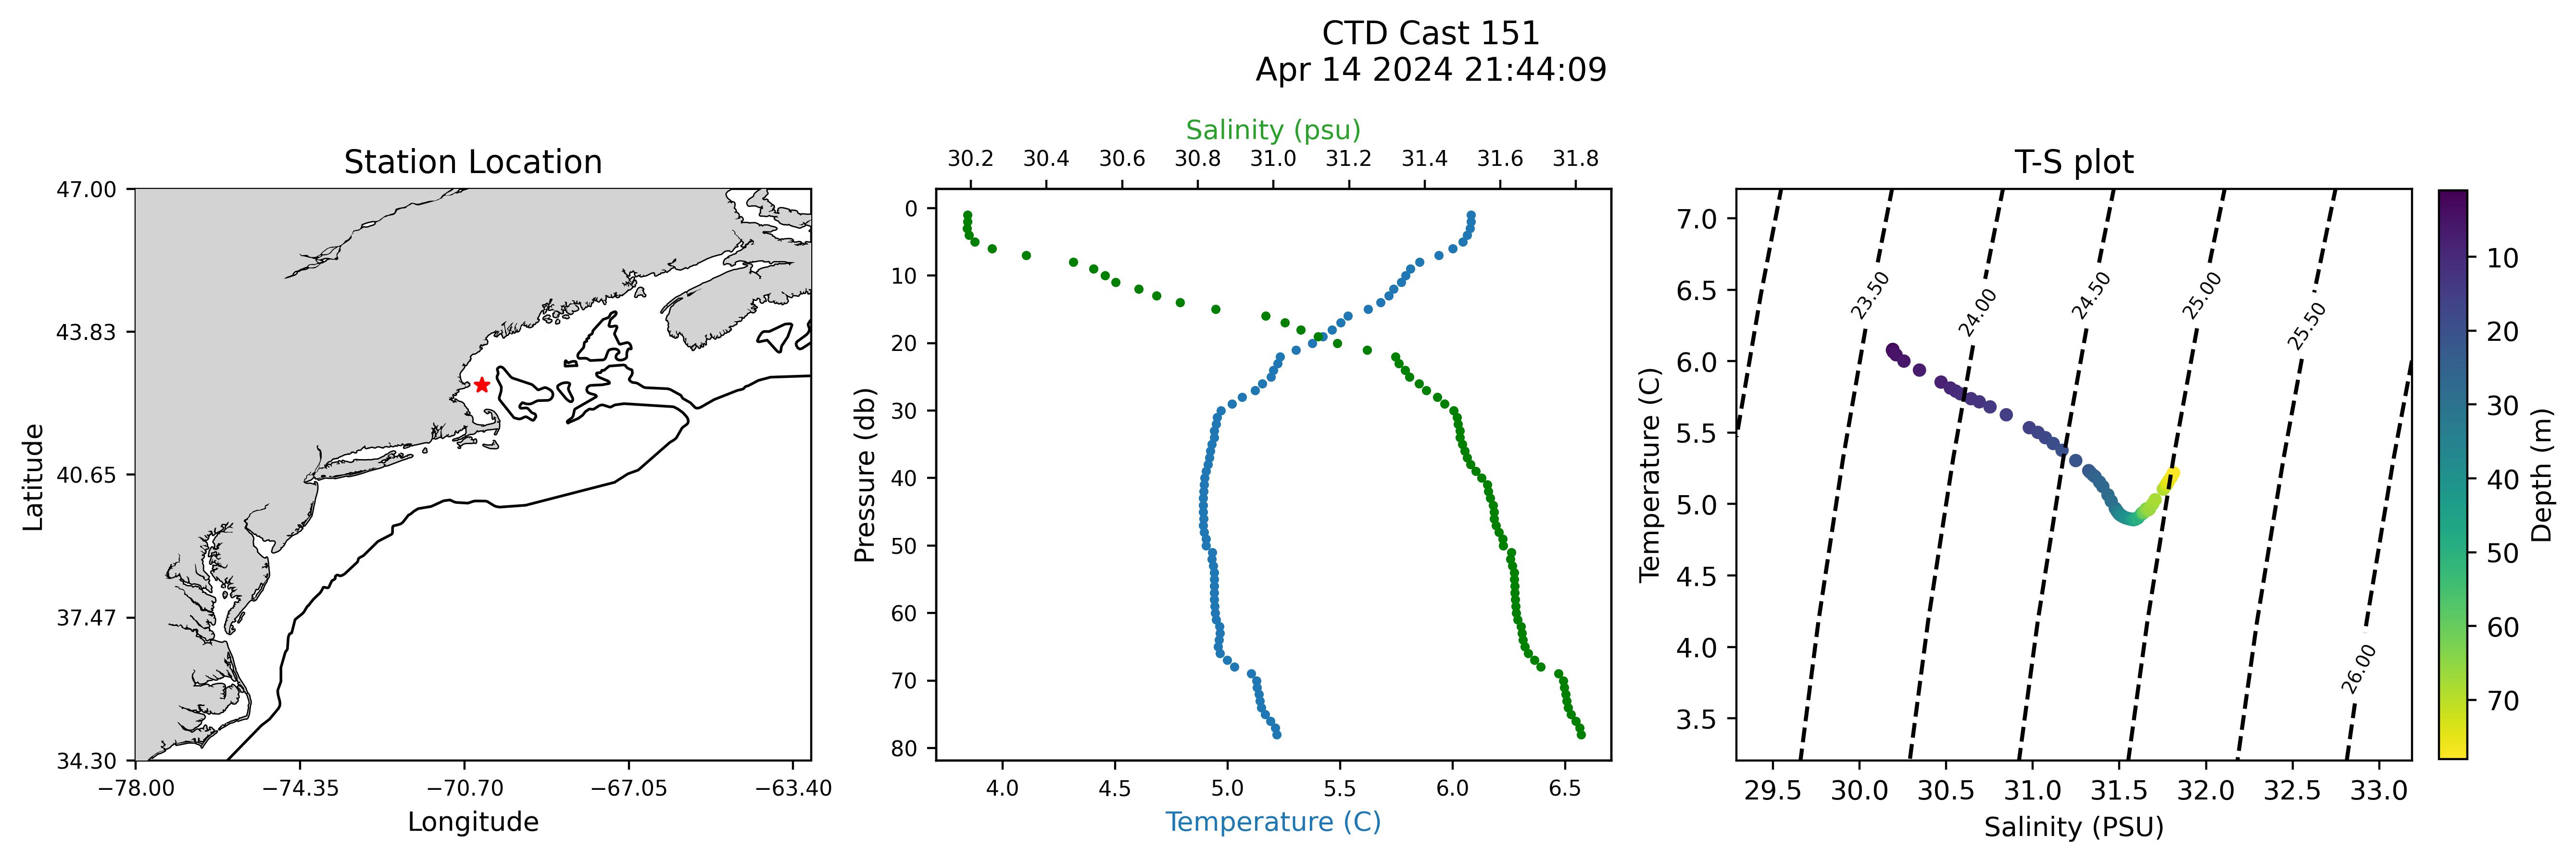 CTD Cast 151
Apr 14 2024 21:44:09
Station Location
47.00
43.83
40.65
37.47
34.30
Latitude
−78.00 −74.35 −70.70 −67.05 −63.40
Longitude
Salinity (psu)
30.2 30.4 30.6 30.8 31.0 31.2 31.4 31.6 31.8
0
10
20
30
40
50
60
70
80
Pressure (db)
4.0 4.5 5.0 5.5 6.0 6.5
Temperature (C)
T-S plot
7.0
6.5
6.0
5.5
5.0
4.5
4.0
3.5
Temperature (C)
23.50
24.00
24.50
25.00
25.50
26.00
29.5 30.0 30.5 31.0 31.5 32.0 32.5 33.0
Salinity (PSU)
10
20
30
40
50
60
70
Depth (m)